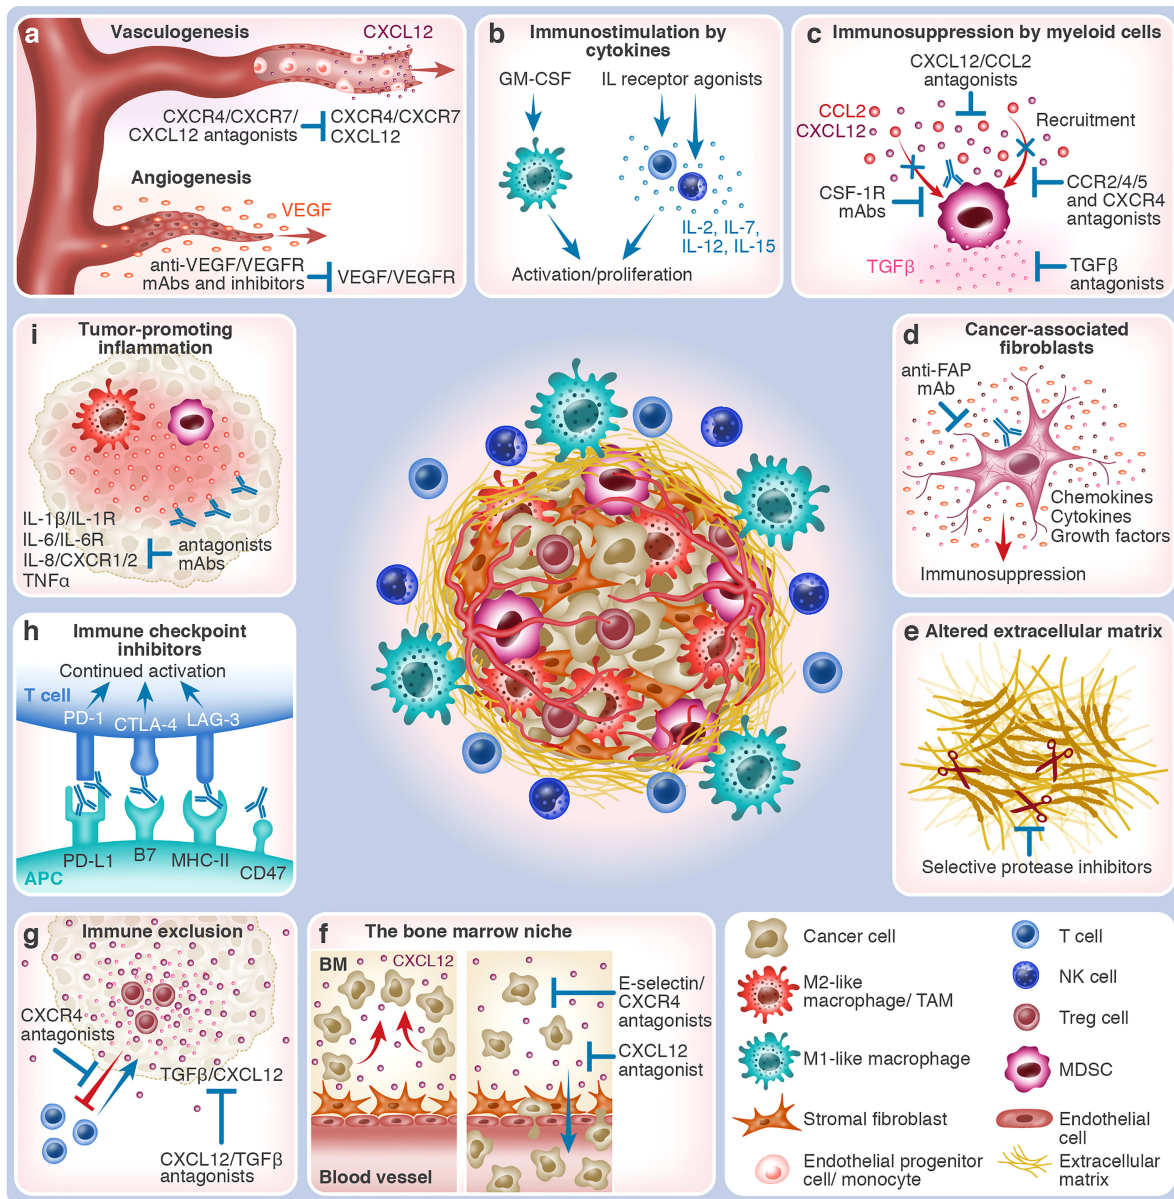 a
Vasculogenesis
CXCL12
CXCR4/CXCR7/
CXCL12 antagonists
CXCR4/CXCR7
CXCL12
Angiogenesis
VEGF
anti-VEGF/VEGFR
mAbs and inhibitors
VEGF/VEGFR
b
Immunostimulation by
cytokines
GM-CSF
IL receptor agonists
IL-2, IL-7,
IL-12, IL-15
Activation/proliferation
c
Immunosuppression by myeloid cells
CXCL12/CCL2
antagonists
CCL2
CXCL12
Recruitment
CSF-1R
mAbs
CCR2/4/5
and CXCR4
antagonists
TGFβ
TGFβ
antagonists
i
Tumor-promoting
inflammation
IL-1β/IL-1R
IL-6/IL-6R
IL-8/CXCR1/2
TNFα
antagonists
mAbs
d
Cancer-associated
fibroblasts
anti-FAP
mAb
Chemokines
Cytokines
Growth factors
Immunosuppression
h
Immune checkpoint
inhibitors
Continued activation
T cell
PD-1
CTLA-4
LAG-3
PD-L1
B7
MHC-II
CD47
APC
e
Altered extracellular matrix
Selective protease inhibitors
g
Immune exclusion
CXCR4
antagonists
TGFβ/CXCL12
CXCL12/TGFβ
antagonists
f
The bone marrow niche
BM
CXCL12
E-selectin/
CXCR4
antagonists
CXCL12
antagonist
Blood vessel
Cancer cell
M2-like
macrophage/ TAM
M1-like macrophage
Stromal fibroblast
Endothelial progenitor
cell/ monocyte
T cell
NK cell
Treg cell
MDSC
Endothelial
cell
Extracellular
matrix